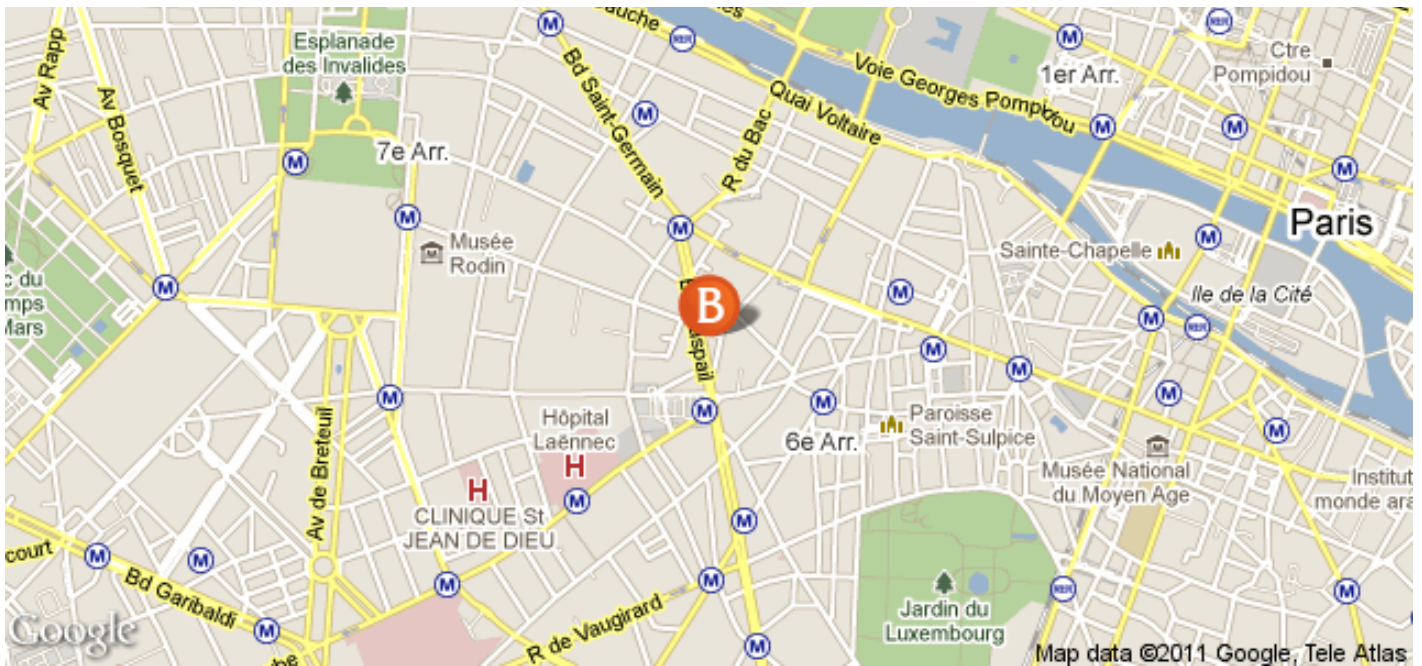 Av Rapp
Av Bosquet
Esplanade
des Invalides
7e Arr.
Bd Saint-Germain
R du Bac
Quai Voltaire
Voie Georges Pompidou
1er Arr.
Ctre
Pompidou
Paris
Musée
Rodin
Sainte-Chapelle
Ile de la Cité
B
Mars
Av de Breteuil
Hôpital
Laënnec
H
H
CLINIQUE St
JEAN DE DIEU
6e Arr.
Paroisse
Saint-Sulpice
Musée National
du Moyen Age
Institut
monde ara
court
Bd Garibaldi
R de Vaugirard
Jardin du
Luxembourg
Google
Map data ©2011 Google, Tele Atlas